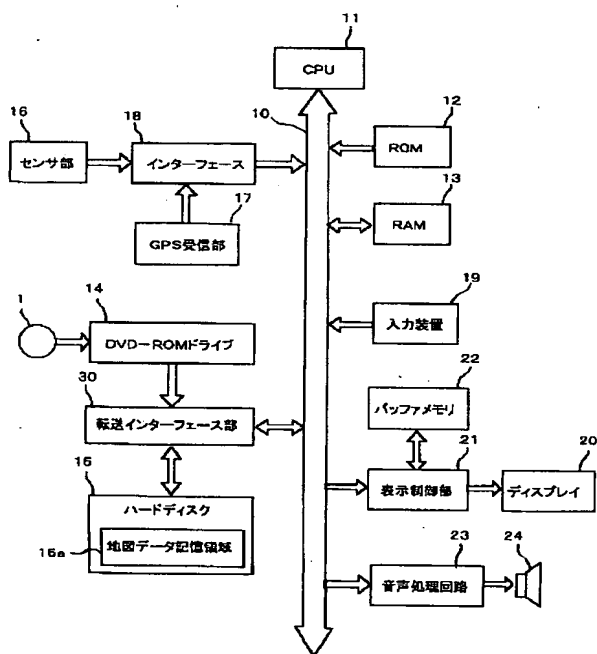 11
CPU
16
18
10
12
センサ部
インターフェース
ROM
17
13
GPS受信部
RAM
14
19
1
DVD-ROMドライブ
入力装置
30
22
転送インターフェース部
バッファメモリ
16
21
20
ハードディスク
表示制御部
ディスプレイ
16a
地図データ記憶領域
23
24
音声処理回路